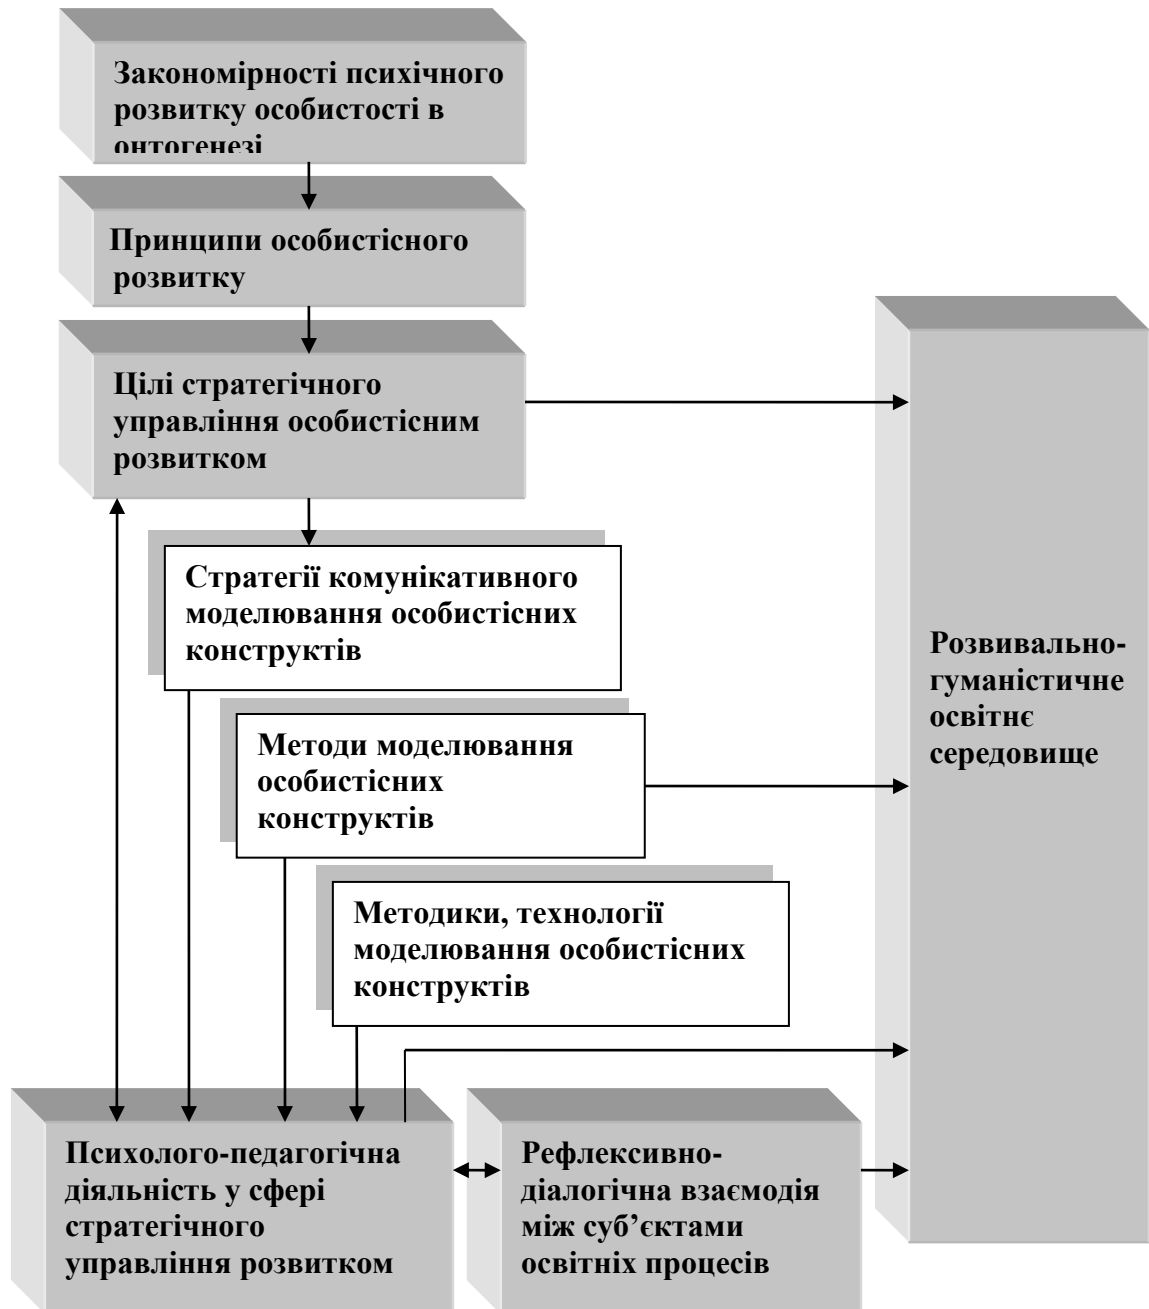 Закономірності психічного
розвитку особистості в
онтогенезі
Принципи особистісного
розвитку
Цілі стратегічного
управління особистісним
розвитком
Стратегії комунікативного
моделювання особистісних
конструктів
Методи моделювання
особистісних
конструктів
Методики, технології
моделювання особистісних
конструктів
Розвивально-
гуманістичне
освітнє
середовище
Психолого-педагогічна
діяльність у сфері
стратегічного
управління розвитком
Рефлексивно-
діалогічна взаємодія
між суб’єктами
освітніх процесів